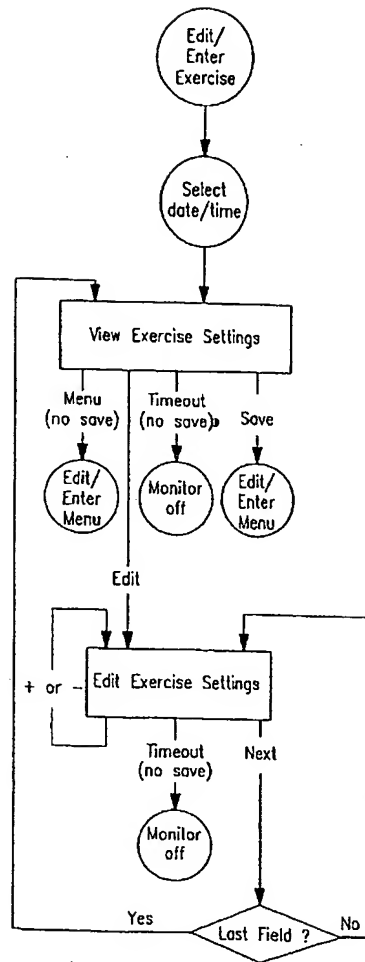 Edit/
Enter
Exercise
Select
date/time
View Exercise Settings
Menu
(no save)
Timeout
(no save)
Save
Edit/
Enter
Menu
Monitor
off
Edit/
Enter
Menu
Edit
+ or -
Edit Exercise Settings
Timeout
(no save)
Next
Monitor
off
Yes
Last Field ?
No